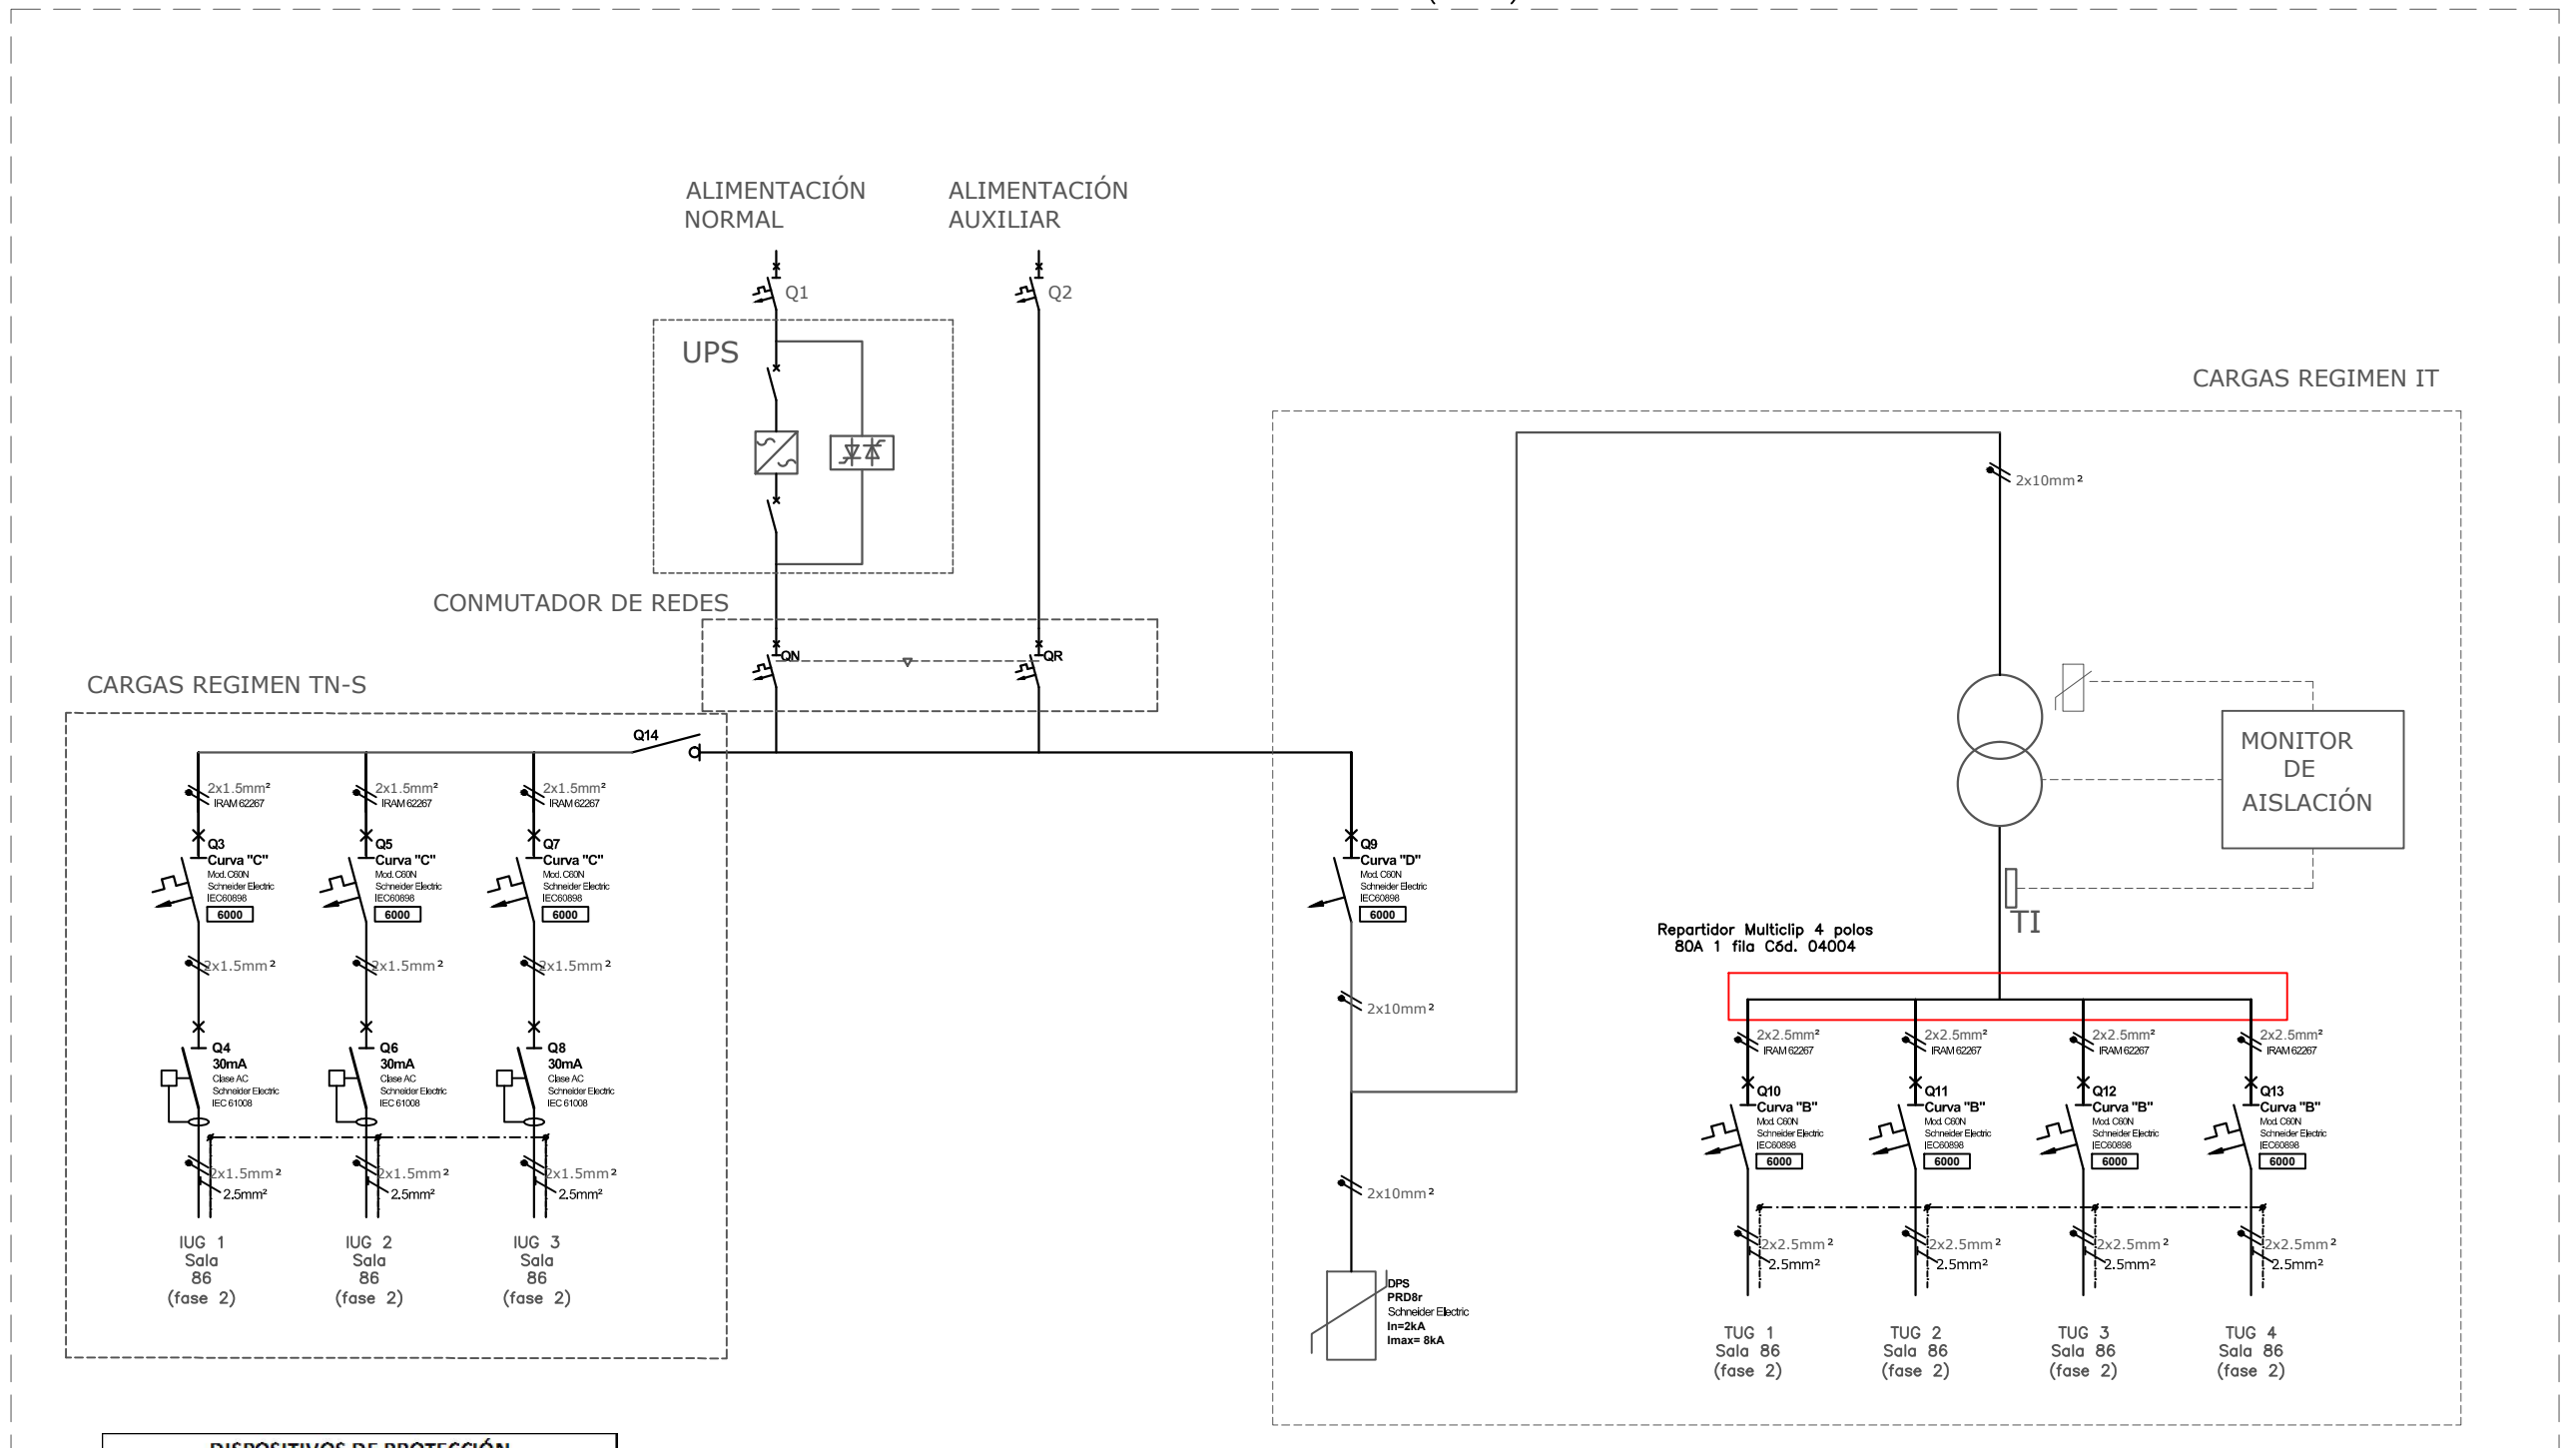 ALIMENTACIÓN
NORMAL
ALIMENTACIÓN
AUXILIAR
Q1
Q2
UPS
CARGAS REGIMEN IT
2x10mm²
CONMUTADOR DE REDES
QN
QR
CARGAS REGIMEN TN-S
Q14
MONITOR
DE
AISLACIÓN
TI
2x1.5mm²
IRAM 62267
2x1.5mm²
IRAM 62267
2x1.5mm²
IRAM 62267
Q3
Curva "C"
Mod. C60N
Schneider Electric
IEC60898
6000
Q5
Curva "C"
Mod. C60N
Schneider Electric
IEC60898
6000
Q7
Curva "C"
Mod. C60N
Schneider Electric
IEC60898
6000
Q9
Curva "D"
Mod. C60N
Schneider Electric
IEC60898
6000
Repartidor Multiclip 4 polos
80A 1 fila Cód. 04004
2x1.5mm²
2x1.5mm²
2x1.5mm²
2x10mm²
Q4
30mA
Clase AC
Schneider Electric
IEC 61008
Q6
30mA
Clase AC
Schneider Electric
IEC 61008
Q8
30mA
Clase AC
Schneider Electric
IEC 61008
2x2.5mm²
IRAM 62267
2x2.5mm²
IRAM 62267
2x2.5mm²
IRAM 62267
2x2.5mm²
IRAM 62267
Q10
Curva "B"
Mod. C60N
Schneider Electric
IEC60898
6000
Q11
Curva "B"
Mod. C60N
Schneider Electric
IEC60898
6000
Q12
Curva "B"
Mod. C60N
Schneider Electric
IEC60898
6000
Q13
Curva "B"
Mod. C60N
Schneider Electric
IEC60898
6000
2x1.5mm²
2.5mm²
2x1.5mm²
2.5mm²
2x1.5mm²
2.5mm²
2x10mm²
2x2.5mm²
2.5mm²
2x2.5mm²
2.5mm²
2x2.5mm²
2.5mm²
2x2.5mm²
2.5mm²
IUG 1
Sala
86
(fase 2)
IUG 2
Sala
86
(fase 2)
IUG 3
Sala
86
(fase 2)
DPS
PRD8r
Schneider Electric
In=2kA
Imax= 8kA
TUG 1
Sala 86
(fase 2)
TUG 2
Sala 86
(fase 2)
TUG 3
Sala 86
(fase 2)
TUG 4
Sala 86
(fase 2)
DISPOSITIVOS DE PROTECCIÓN